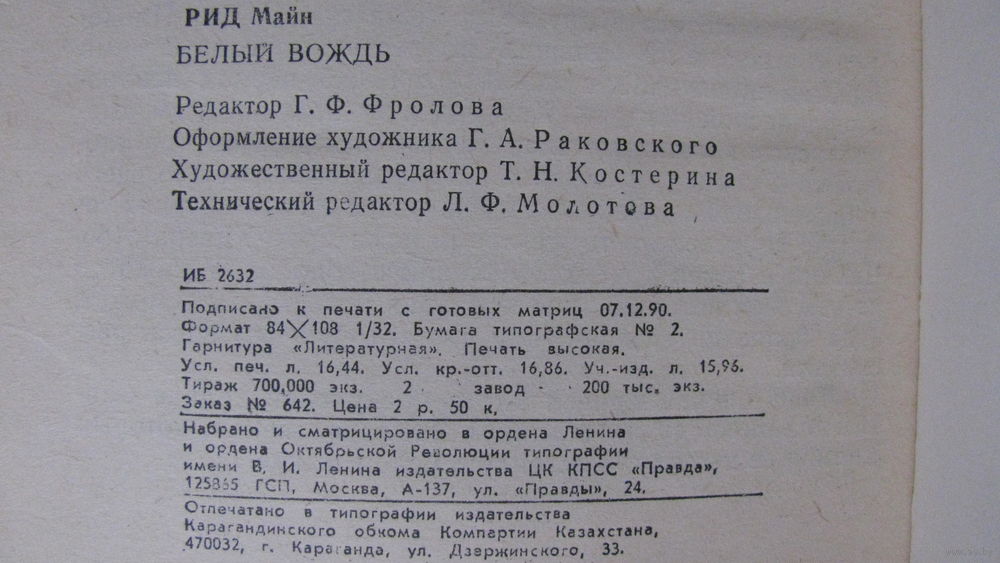 РИД Майн
БЕЛЫЙ ВОЖДЬ
Редактор Г. Ф. Фролова
Оформление художника Г. А. Раковского
Художественный редактор Т. Н. Костерина
Технический редактор Л. Ф. Молотова
ИБ 2632
Подписано к печати с готовых матриц 07.12.90.
Формат 84×108 1/32. Бумага типографская № 2.
Гарнитура «Литературная». Печать высокая.
Усл. печ. л. 16,44. Усл. кр.-отт. 16,86. Уч.-изд. л. 15,96.
Тираж 700.000 экз. 2 завод - 200 тыс. экз.
Заказ № 642. Цена 2 р. 50 к.
Набрано и сматрицировано в ордена Ленина
и ордена Октябрьской Революции типографии
имени В. И. Ленина издательства ЦК КПСС «Правда»,
125865 ГСП, Москва, А-137, ул. «Правды», 24.
Отпечатано в типографии издательства
Карагандинского обкома Компартии Казахстана,
470032, г. Караганда, ул. Дзержинского, 33.